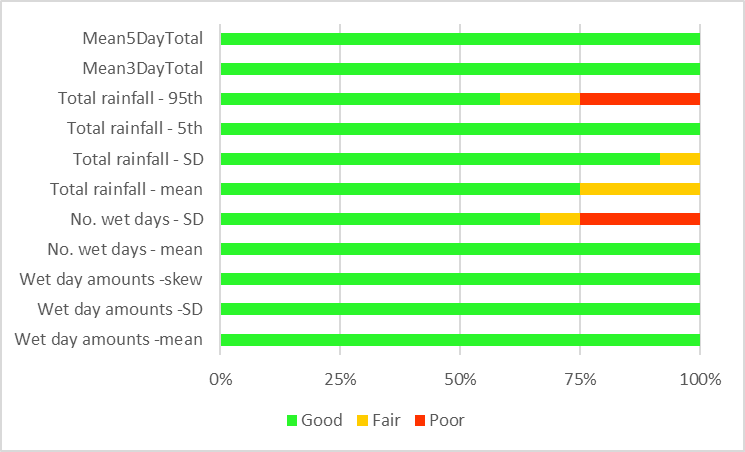 Mean5DayTotal
Mean3DayTotal
Total rainfall - 95th
Total rainfall - 5th
Total rainfall - SD
Total rainfall - mean
No. wet days - SD
No. wet days - mean
Wet day amounts -skew
Wet day amounts -SD
Wet day amounts -mean
0% 25% 50% 75% 100%
Good Fair Poor